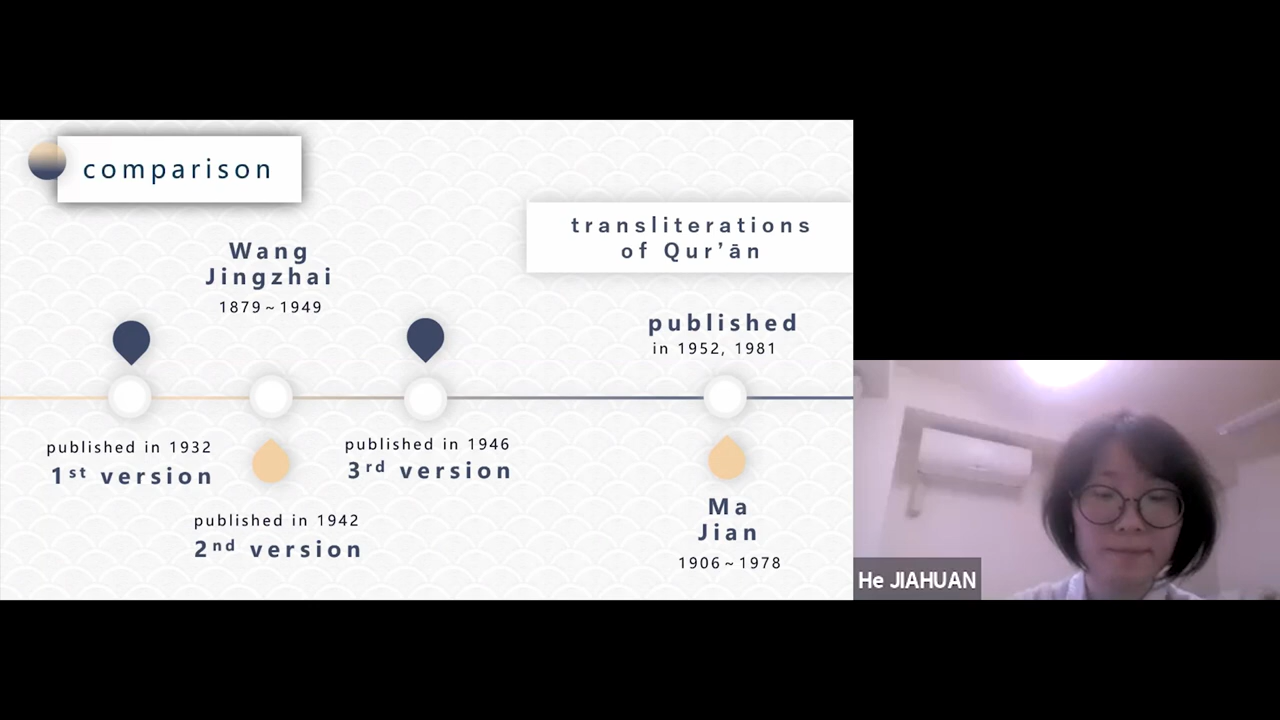 comparison
transliterations
of Qur’ān
Wang
Jingzhai
1879~1949
published
in 1952, 1981
published in 1932
1st version
published in 1942
2nd version
published in 1946
3rd version
Ma
Jian
1906~1978
He JIAHUAN